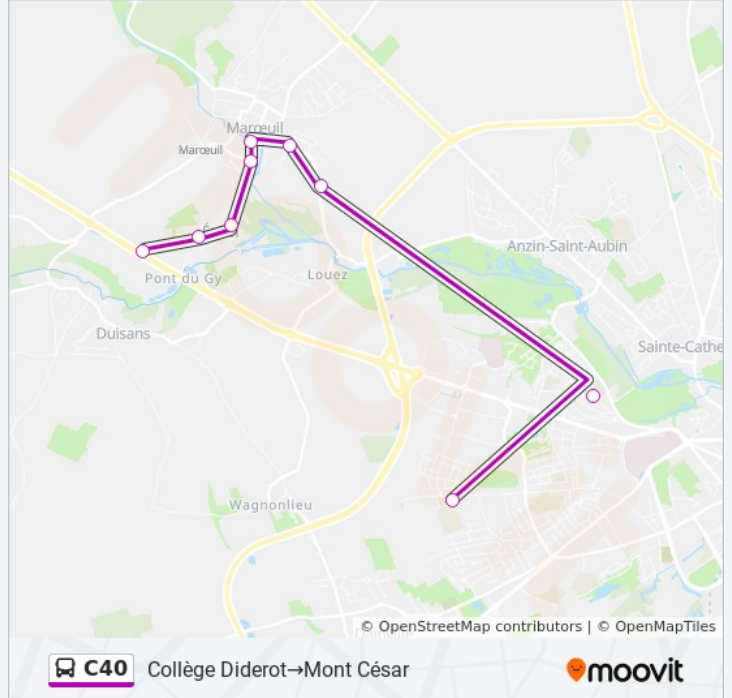 Marœuil
Marœuil
Anzin-Saint-Aubin
Louez
Pont du Gy
Duisans
Sainte-Cathe
Wagnonlieu
© OpenStreetMap contributors | © OpenMapTiles
C40 Collège Diderot→Mont César
moovit